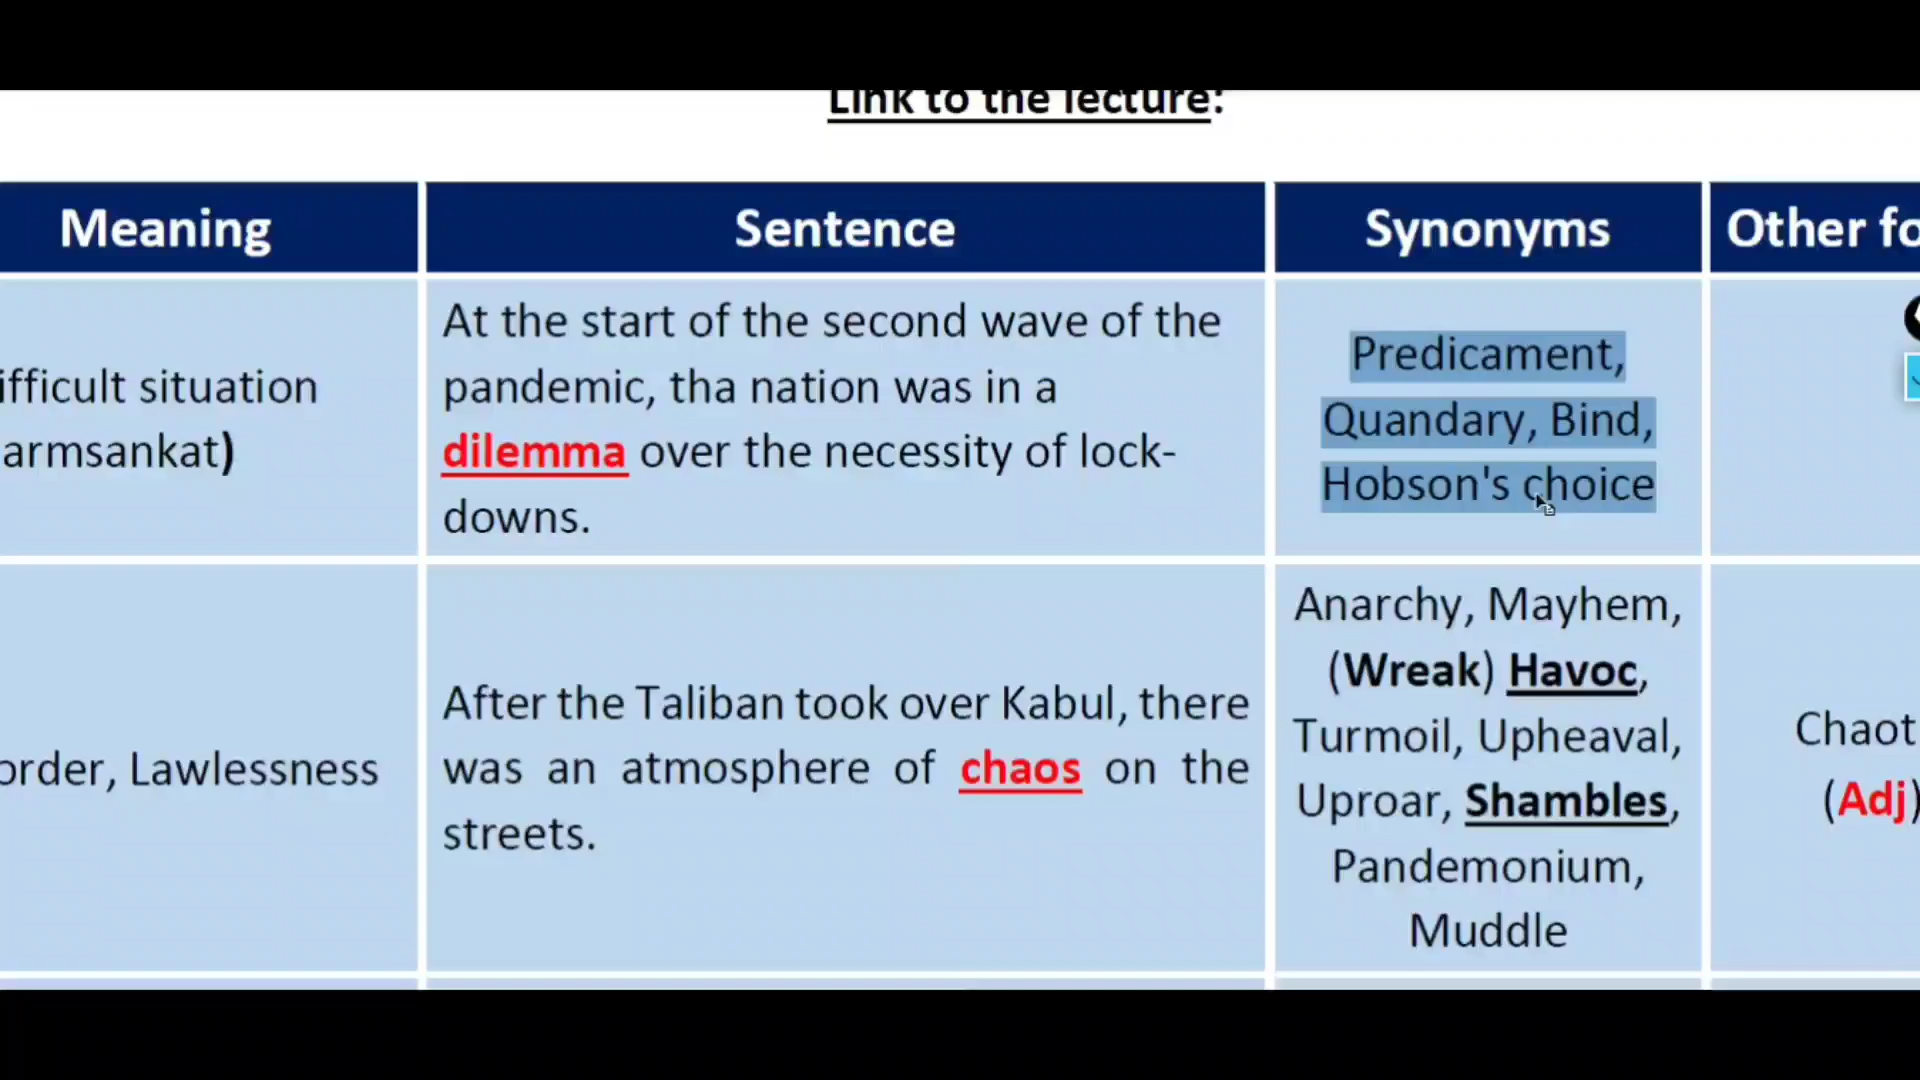 Link to the lecture:
Meaning
Sentence
Synonyms
Other fo
ifficult situation
armsankat)
At the start of the second wave of the
pandemic, tha nation was in a
dilemma over the necessity of lock-
downs.
Predicament,
Quandary, Bind,
Hobson's choice
order, Lawlessness
After the Taliban took over Kabul, there
was an atmosphere of chaos on the
streets.
Anarchy, Mayhem,
(Wreak) Havoc,
Turmoil, Upheaval,
Uproar, Shambles,
Pandemonium,
Muddle
Chaot
(Adj)